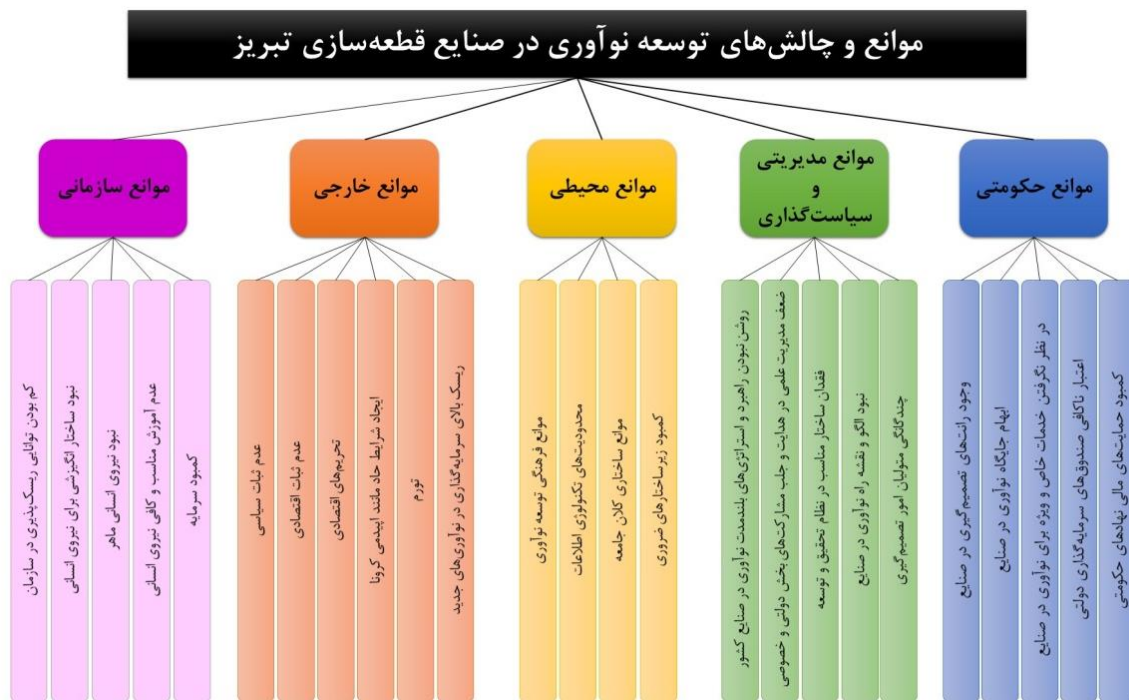 موانع و چالش‌های توسعه نوآوری در صنایع قطعه‌سازی تبریز
موانع حکومتی
موانع مدیریتی
و
سیاست‌گذاری
موانع محیطی
موانع خارجی
موانع سازمانی
کمبود حمایت‌های مالی نهادهای حکومتی
اعتبار ناکافی صندوق‌های سرمایه‌گذاری دولتی
در نظر نگرفتن خدمات خاص و ویژه برای نوآوری در صنایع
ابهام جایگاه نوآوری در صنایع
وجود رانت‌های تصمیم‌گیری در صنایع
چندگانگی متولیان امور تصمیم‌گیری
نبود الگو و نقشه راه نوآوری در صنایع
فقدان ساختار مناسب در نظام تحقیق و توسعه
ضعف مدیریت علمی در هدایت و جلب مشارکت‌های بخش دولتی و خصوصی
روشن نبودن راهبرد و استراتژی‌های بلندمدت نوآوری در صنایع کشور
کمبود زیرساختارهای ضروری
موانع ساختاری کلان جامعه
محدودیت‌های تکنولوژی اطلاعات
موانع فرهنگی توسعه نوآوری
ریسک بالای سرمایه‌گذاری در نوآوری‌های جدید
تورم
ایجاد شرایط حاد مانند اپیدمی کرونا
تحریم‌های اقتصادی
عدم ثبات اقتصادی
عدم ثبات سیاسی
کمبود سرمایه
عدم آموزش مناسب و کافی نیروی انسانی
نبود نیروی انسانی ماهر
نبود ساختار انگیزشی برای نیروی انسانی
کم بودن توانایی ریسک‌پذیری در سازمان